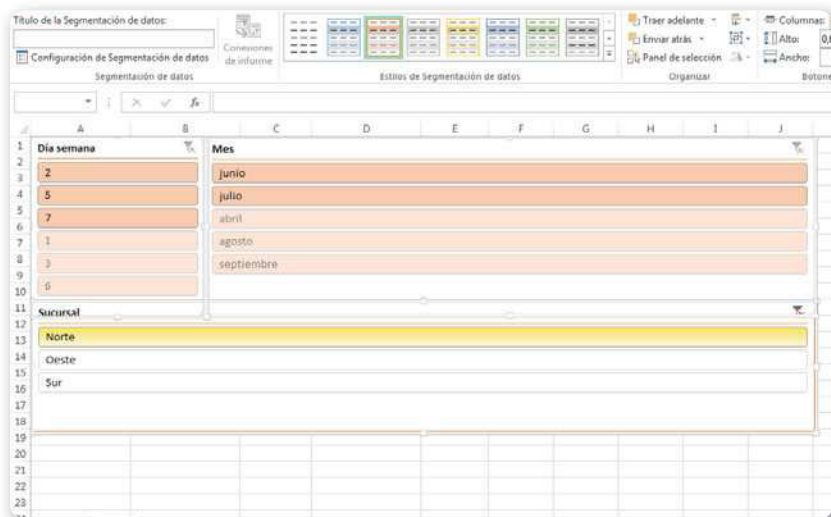 Título de la Segmentación de datos:
Configuración de Segmentación de datos
Segmentación de datos
Conexiones
de informe
Estilos de Segmentación de datos
Traer adelante
Enviar atrás
Panel de selección
Organizar
Columnas:
Alto: 0,6
Ancho:
Botone
fx
A B C D E F G H I J
1 Día semana Mes
2
3 2 junio
4 5 julio
5
6 7 abril
7 1 agosto
8 3 septiembre
9
10 6
11 Sucursal
12
13 Norte
14 Oeste
15
16 Sur
17
18
19
20
21
22
23